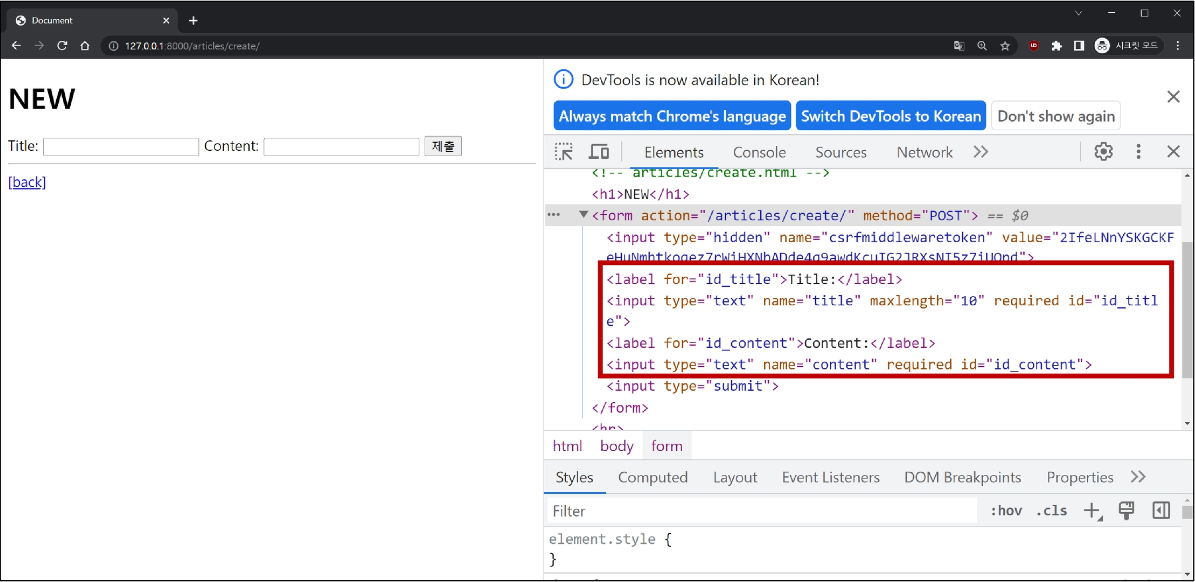 Document
127.0.0.1:8000/articles/create/
시크릿 모드
NEW
Title: Content: 제출
[back]
DevTools is now available in Korean!
Always match Chrome's language Switch DevTools to Korean Don't show again
Elements Console Sources Network
<!-- articles/create.html -->
<h1>NEW</h1>
<form action="/articles/create/" method="POST"> == $0
<input type="hidden" name="csrfmiddlewaretoken" value="2IfeLNnYSKGCKF
<label for="id_title">Title:</label>
<input type="text" name="title" maxlength="10" required id="id_titl
e">
<label for="id_content">Content:</label>
<input type="text" name="content" required id="id_content">
<input type="submit">
</form>
<hr>
html body form
Styles Computed Layout Event Listeners DOM Breakpoints Properties
Filter :hov .cls
element.style {
}